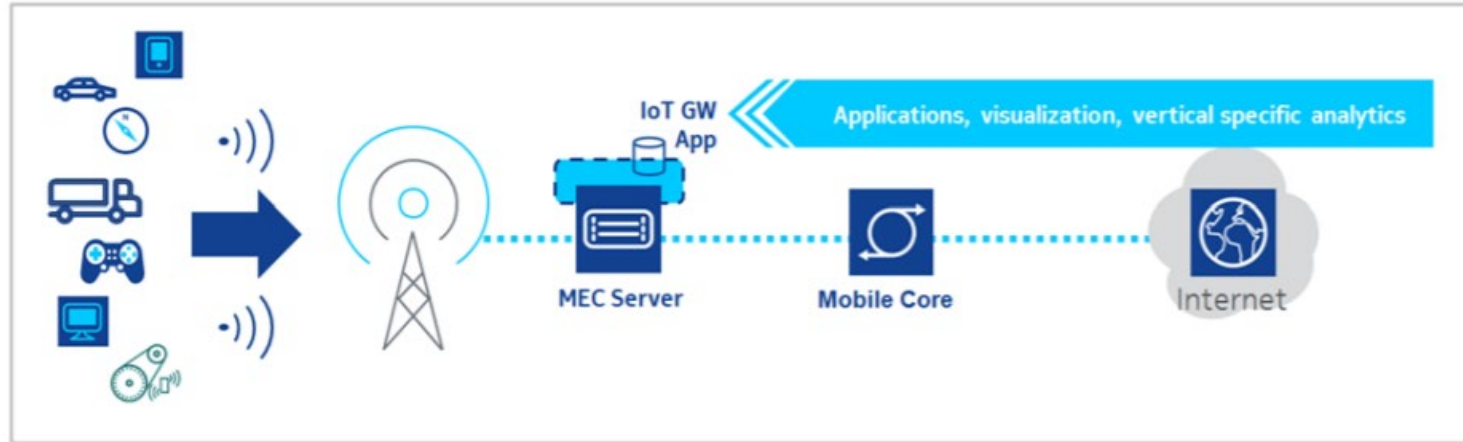 IoT GW
App
Applications, visualization, vertical specific analytics
MEC Server
Mobile Core
Internet